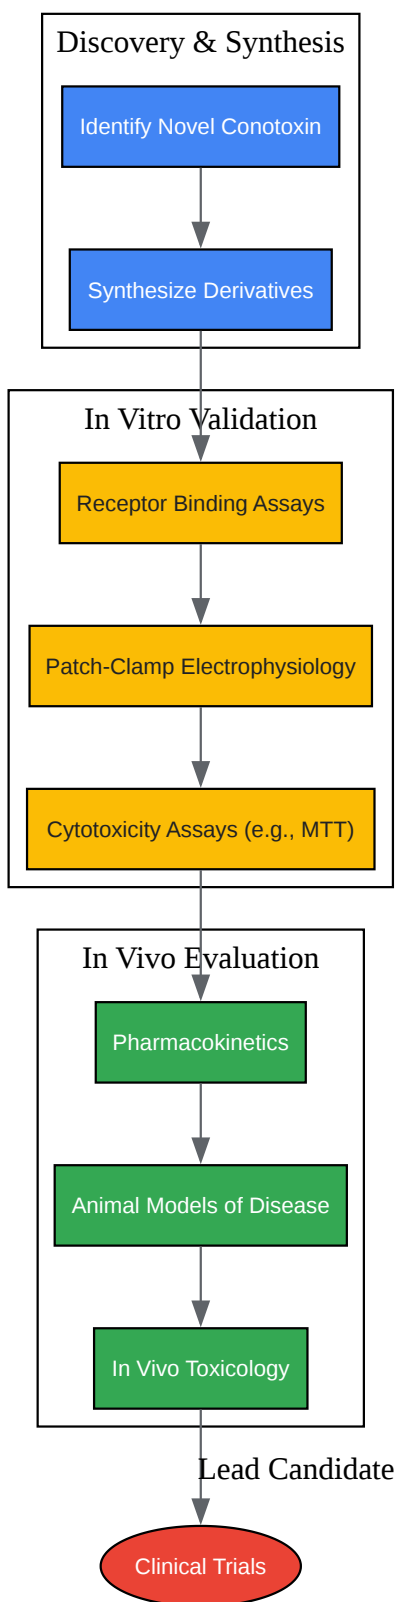 Discovery & Synthesis
Identify Novel Conotoxin
Synthesize Derivatives
In Vitro Validation
Receptor Binding Assays
Patch-Clamp Electrophysiology
Cytotoxicity Assays (e.g., MTT)
In Vivo Evaluation
Pharmacokinetics
Animal Models of Disease
In Vivo Toxicology
Lead Candidate
Clinical Trials